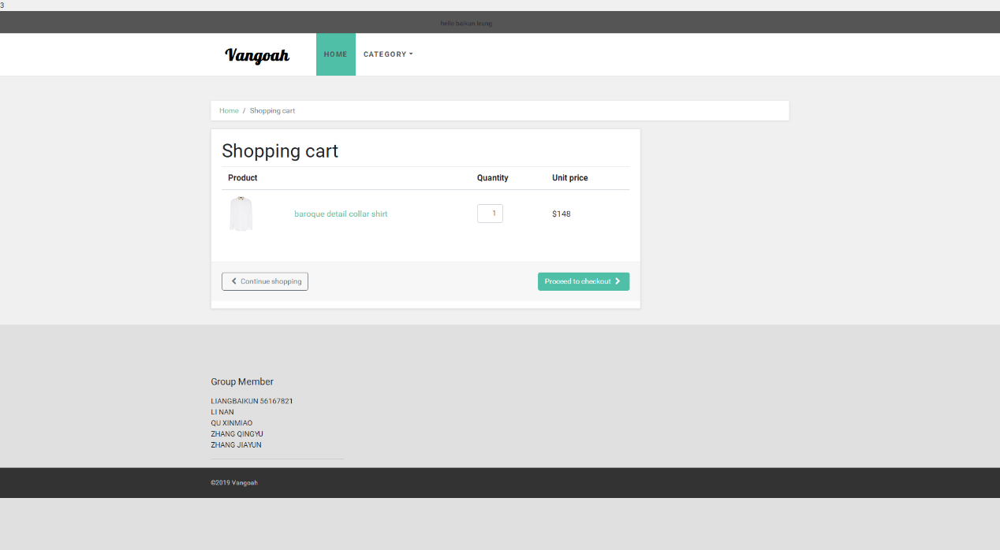 3
hello baikun leung
Vangoah
HOME
CATEGORY
Home / Shopping cart
Shopping cart
Product Quantity Unit price
baroque detail collar shirt 1 $148
Continue shopping
Proceed to checkout
Group Member
LIANGBAIKUN 56167821
LI NAN
QU XINMIAO
ZHANG QINGYU
ZHANG JIAYUN
©2019 Vangoah